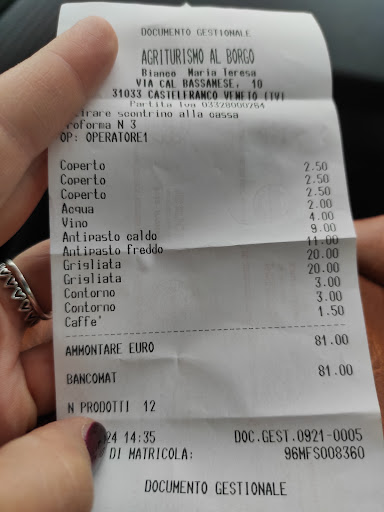 DOCUMENTO GESTIONALE
AGRITURISMO AL BORGO
Bianco Maria Teresa
VIA CAL BASSANESE, 10
31033 CASTELFRANCO VENETO (TV)
Partita Iva 03320000264
irare scontrino alla cassa
roforma N 3
OP: OPERATORE1
Coperto 2.50
Coperto 2.50
Coperto 2.50
Acqua 2.00
Vino 4.00
Antipasto caldo 9.00
Antipasto freddo 11.00
Grigliata 20.00
Grigliata 20.00
Contorno 3.00
Contorno 3.00
Caffe' 1.50
AMMONTARE EURO 81.00
BANCOMAT 81.00
N PRODOTTI 12
24 14:35 DOC.GEST.0921-0005
DI MATRICOLA: 96MFS008360
DOCUMENTO GESTIONALE